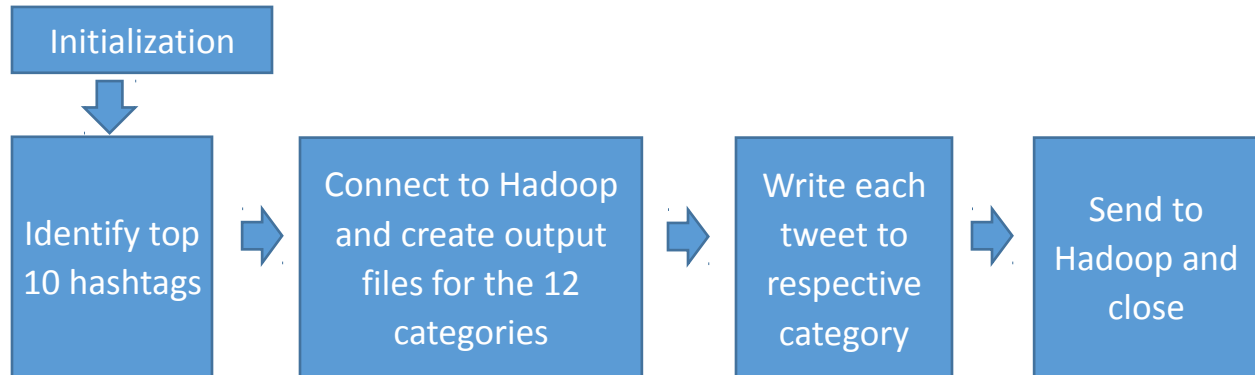 Initialization
Identify top
10 hashtags
Connect to Hadoop
and create output
files for the 12
categories
Write each
tweet to
respective
category
Send to
Hadoop and
close